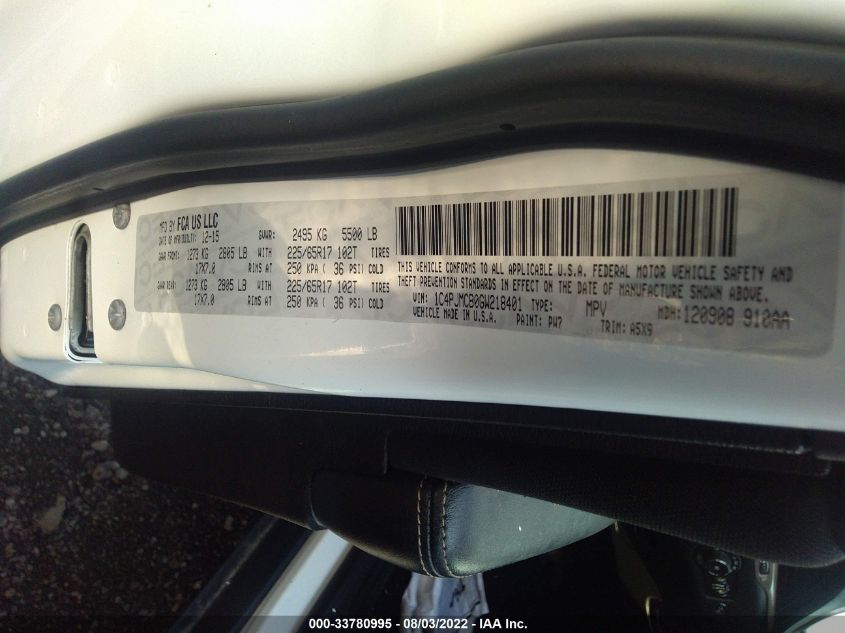 MFD BY FCA US LLC
DATE OF MFR 12-15 GVWR: 2495 KG 5500 LB
GAWR FRONT: 1273 KG 2805 LB WITH 225/65R17 102T TIRES
17X7.0 RIMS AT 250 KPA ( 36 PSI) COLD
GAWR REAR: 1273 KG 2805 LB WITH 225/65R17 102T TIRES
17X7.0 RIMS AT 250 KPA ( 36 PSI) COLD
THIS VEHICLE CONFORMS TO ALL APPLICABLE U.S.A. FEDERAL MOTOR VEHICLE SAFETY AND
THEFT PREVENTION STANDARDS IN EFFECT ON THE DATE OF MANUFACTURE SHOWN ABOVE.
VIN: 1C4PJMCB0GW218401 TYPE: MPV MDH: 120908 910AA
VEHICLE MADE IN U.S.A. PAINT: PW7 TRIM: A5X9
000-33780995 - 08/03/2022 - IAA Inc.